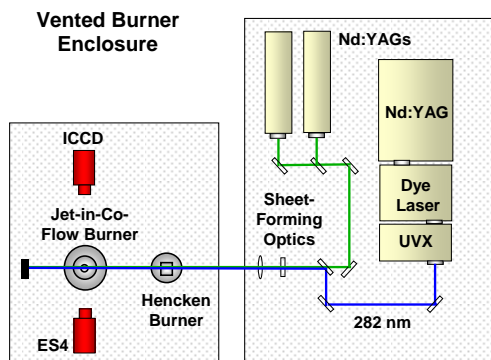 Vented Burner
Enclosure
Nd:YAGs
ICCD
Nd:YAG
Jet-in-Co-
Flow Burner
Dye
Laser
Sheet-
Forming
Optics
UVX
Hencken
Burner
ES4
282 nm